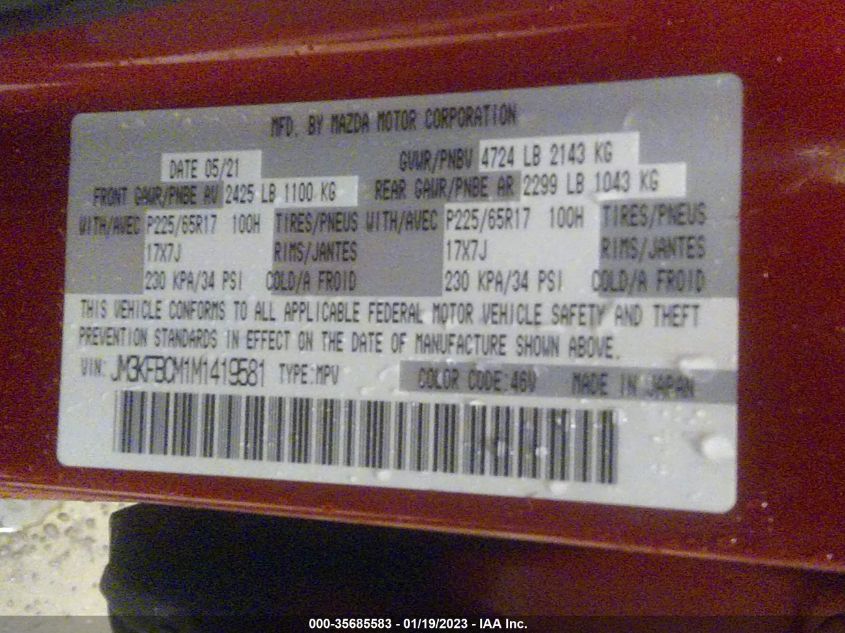 MFD. BY MAZDA MOTOR CORPORATION
DATE 05/21 GVWR/PNBV 4724 LB 2143 KG
FRONT GAWR/PNBE AV 2425 LB 1100 KG REAR GAWR/PNBE AR 2299 LB 1043 KG
WITH/AVEC P225/65R17 100H TIRES/PNEUS WITH/AVEC P225/65R17 100H TIRES/PNEUS
17X7J RIMS/JANTES 17X7J RIMS/JANTES
230 KPA/34 PSI COLD/A FROID 230 KPA/34 PSI COLD/A FROID
THIS VEHICLE CONFORMS TO ALL APPLICABLE FEDERAL MOTOR VEHICLE SAFETY AND THEFT
PREVENTION STANDARDS IN EFFECT ON THE DATE OF MANUFACTURE SHOWN ABOVE.
VIN: JM3KFBCM1M1419581 TYPE:MPV COLOR CODE:46V MADE IN JAPAN
000-35685583 - 01/19/2023 - IAA Inc.